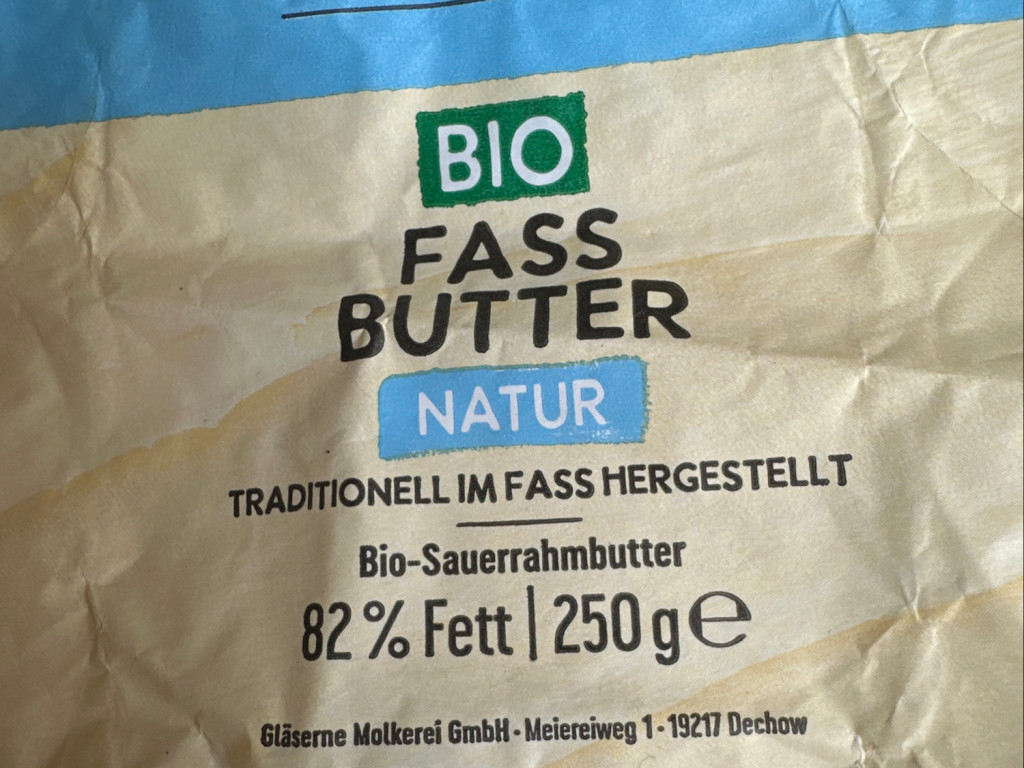 BIO
FASS
BUTTER
NATUR
TRADITIONELL IM FASS HERGESTELLT
Bio-Sauerrahmbutter
82 % Fett | 250 g ℮
Gläserne Molkerei GmbH · Meiereiweg 1 · 19217 Dechow